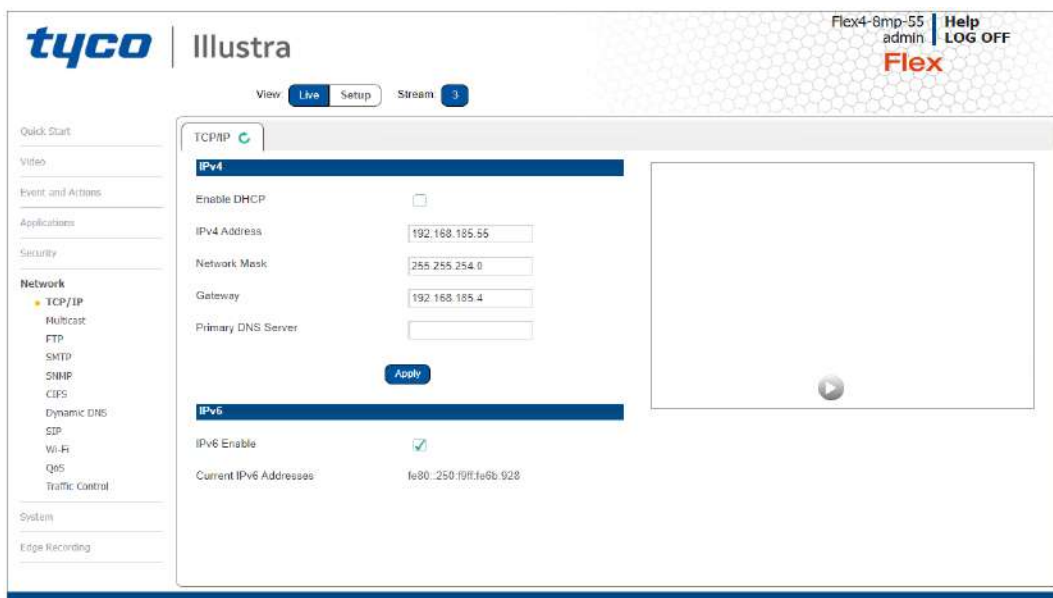 Flex4-8mp-55 Help
admin LOG OFF
tyco Illustra
Flex
View Live Setup Stream 3
Quick Start
Video
Event and Actions
Applications
Security
Network
TCP/IP
Multicast
FTP
SMTP
SNMP
CIFS
Dynamic DNS
SIP
Wi-Fi
QoS
Traffic Control
System
Edge Recording
TCP/IP
IPv4
Enable DHCP
IPv4 Address 192.168.185.55
Network Mask 255.255.254.0
Gateway 192.168.185.4
Primary DNS Server
Apply
IPv6
IPv6 Enable
Current IPv6 Addresses fe80::250:f9ff:fe6b:928